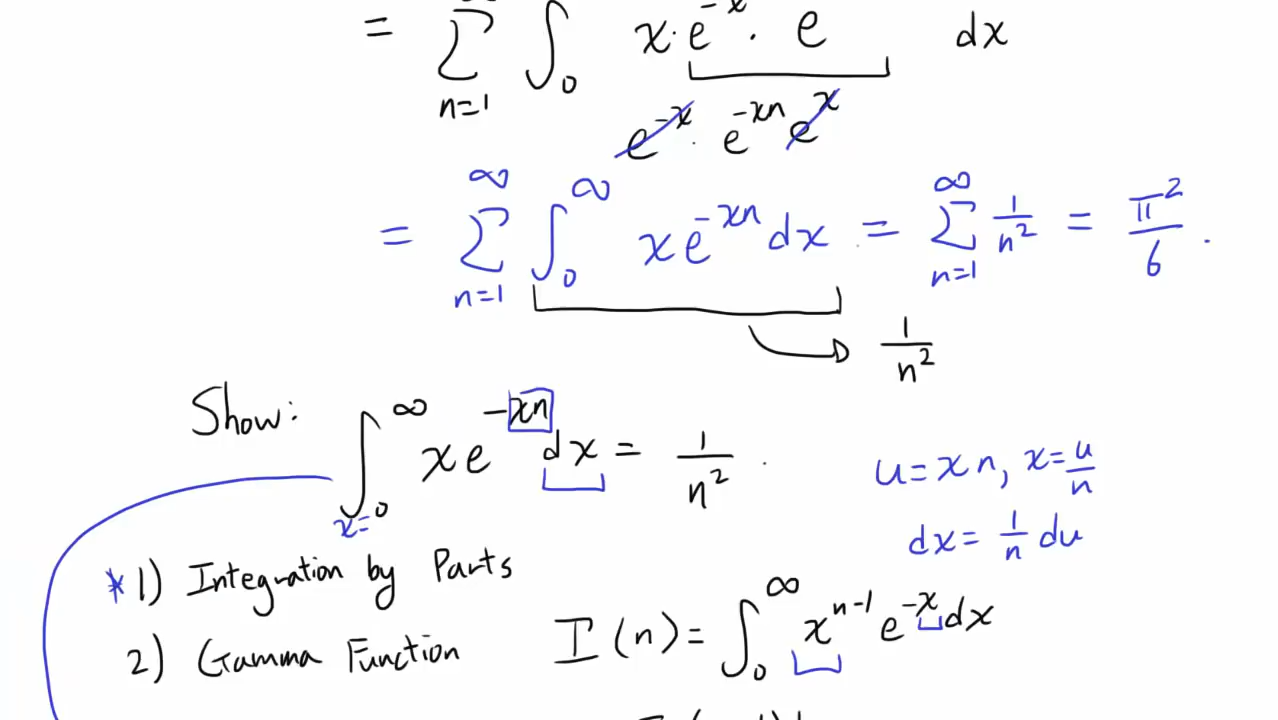 = ∑_{n=1} ∫_0 x·e^{-x} · e dx
e^{-x} · e^{-xn} e^{x}
= ∑_{n=1}^{∞} ∫_0^{∞} x e^{-xn} dx = ∑_{n=1}^{∞} 1/n² = π²/6 .
1/n²
Show: ∫_{x=0}^{∞} x e^{-xn} dx = 1/n² .
u = xn, x = u/n
dx = 1/n du
*1) Integration by Parts
2) Gamma Function Γ(n) = ∫_0^{∞} x^{n-1} e^{-x} dx